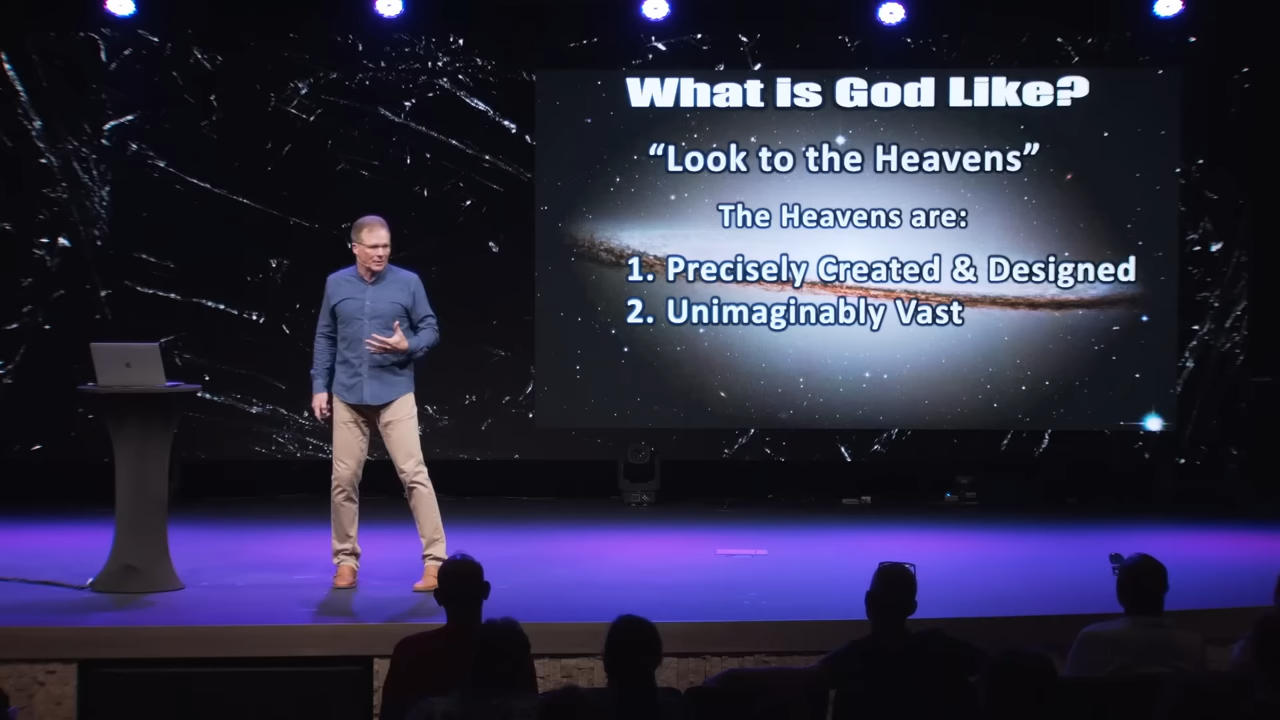 What is God Like?
“Look to the Heavens”
The Heavens are:
1. Precisely Created & Designed
2. Unimaginably Vast